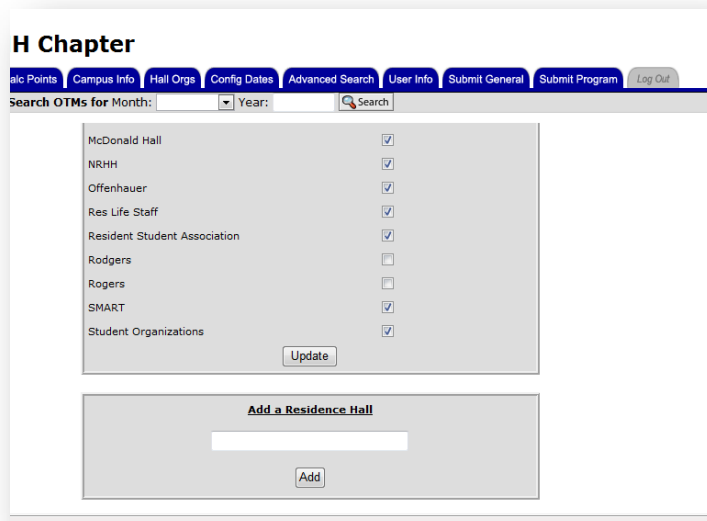 H Chapter
alc Points Campus Info Hall Orgs Config Dates Advanced Search User Info Submit General Submit Program Log Out
Search OTMs for Month: Year: Search
McDonald Hall
NRHH
Offenhauer
Res Life Staff
Resident Student Association
Rodgers
Rogers
SMART
Student Organizations
Update
Add a Residence Hall
Add